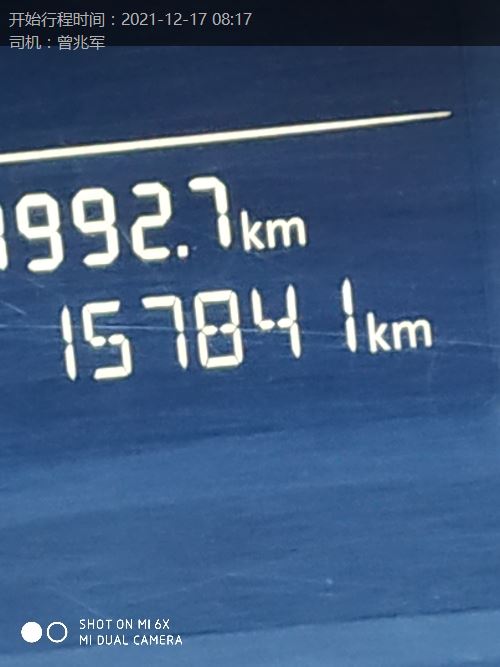 开始行程时间：2021-12-17 08:17
司机：曾兆军
992.7km
157841km
SHOT ON MI 6X
MI DUAL CAMERA